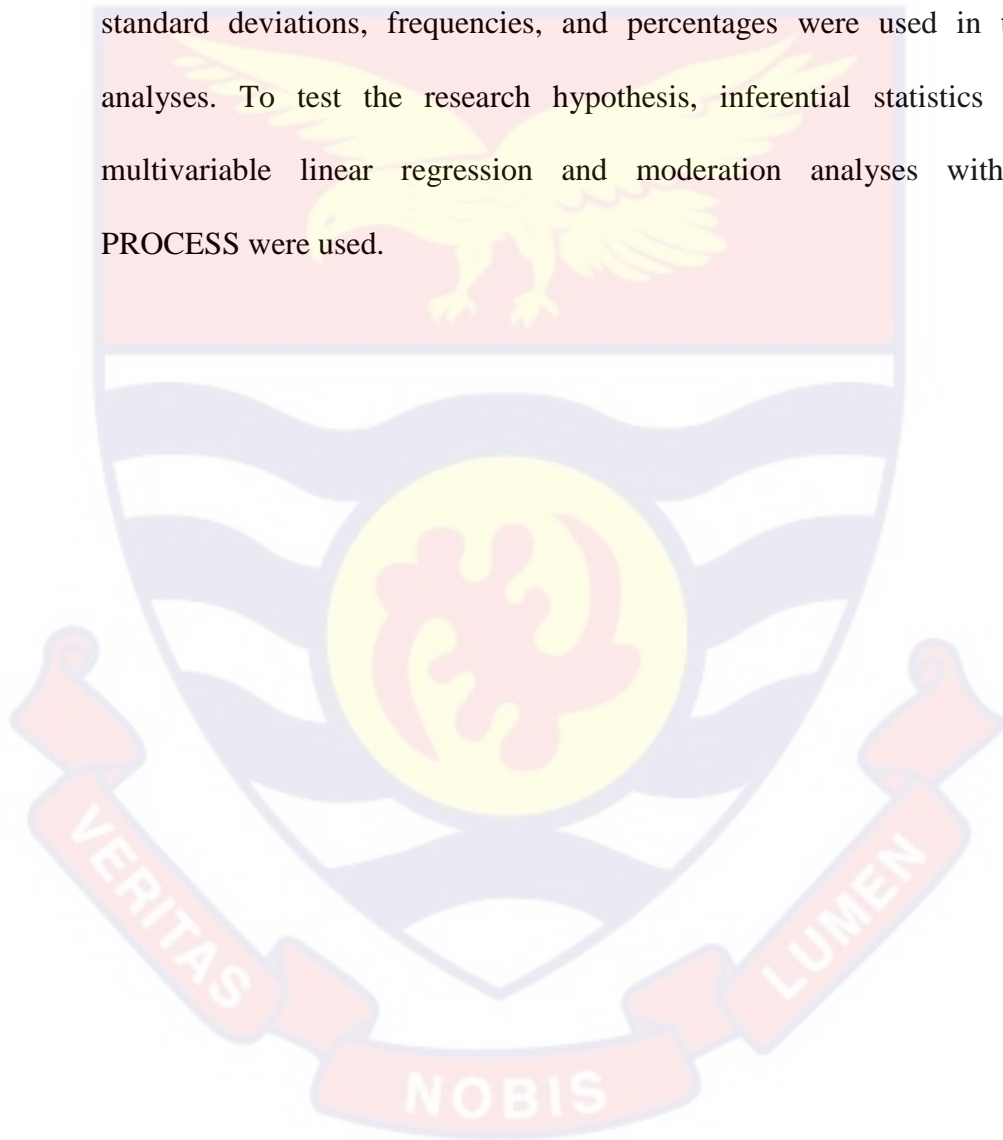 standard deviations, frequencies, and percentages were used in
analyses. To test the research hypothesis, inferential statistics
multivariable linear regression and moderation analyses with
PROCESS were used.
VERITAS
NOBIS
LUMEN